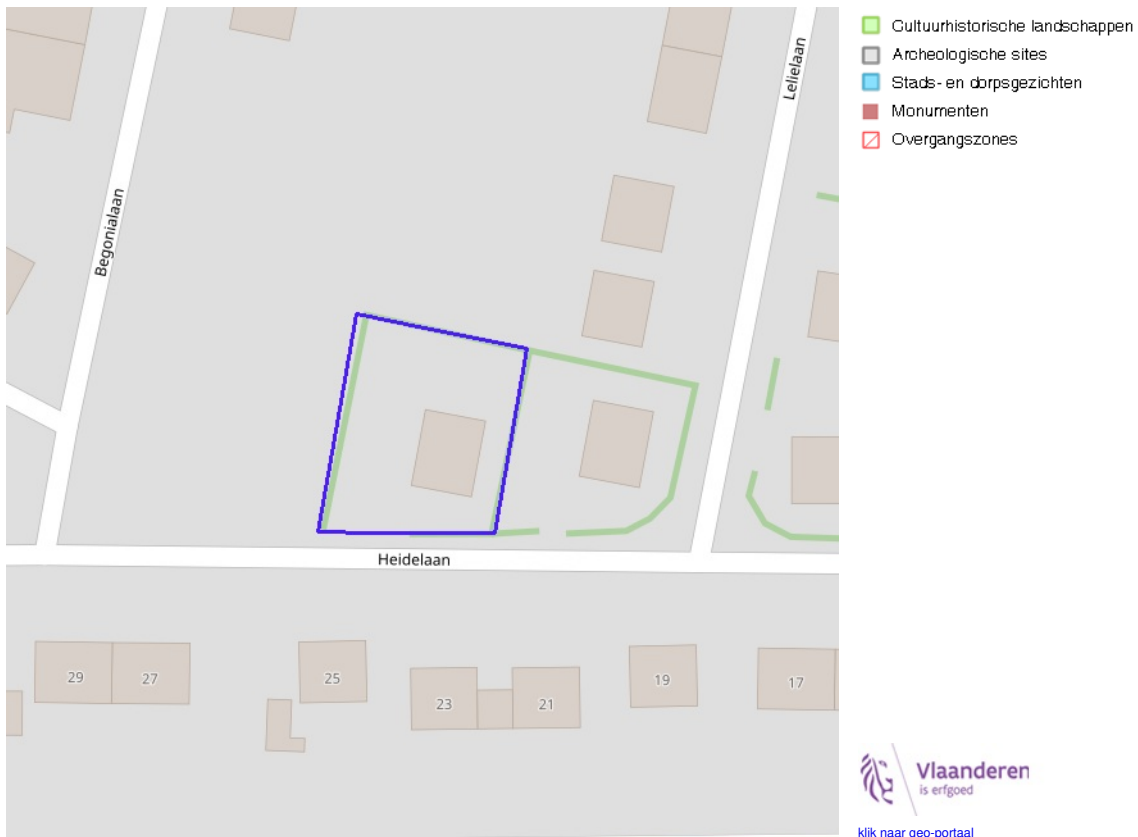 Cultuurhistorische landschappen
Archeologische sites
Stads- en dorpsgezichten
Monumenten
Overgangszones
Lelielaan
Begonialaan
Heidelaan
29
27
25
23
21
19
17
Vlaanderen
is erfgoed
klik naar geo-portaal